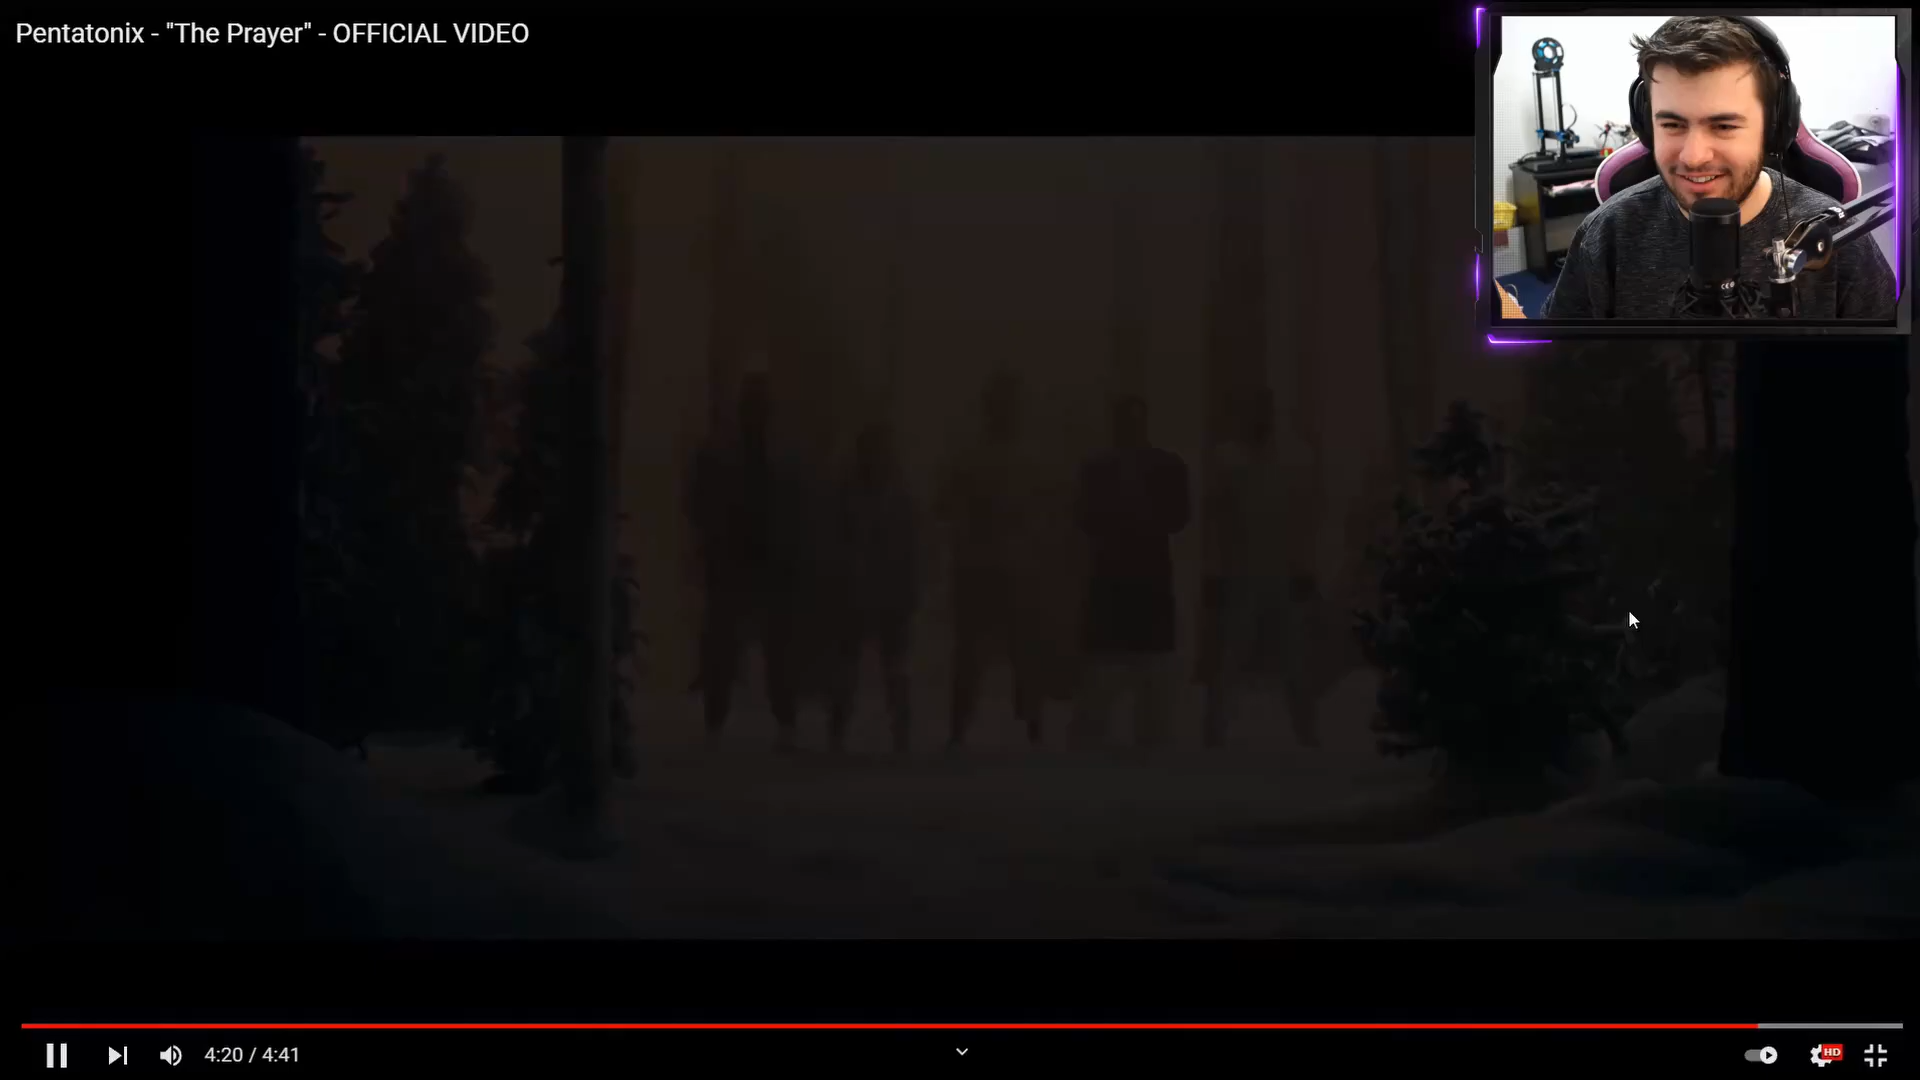 Pentatonix - "The Prayer" - OFFICIAL VIDEO
4:20 / 4:41
HD